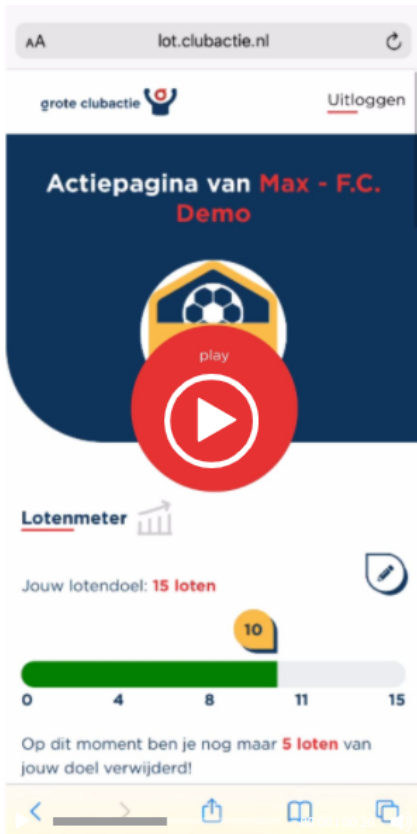 AA
lot.clubactie.nl
grote clubactie
Uitloggen
Actiepagina van Max - F.C.
Demo
play
Lotenmeter
Jouw lotendoel: 15 loten
10
0 4 8 11 15
Op dit moment ben je nog maar 5 loten van
jouw doel verwijderd!